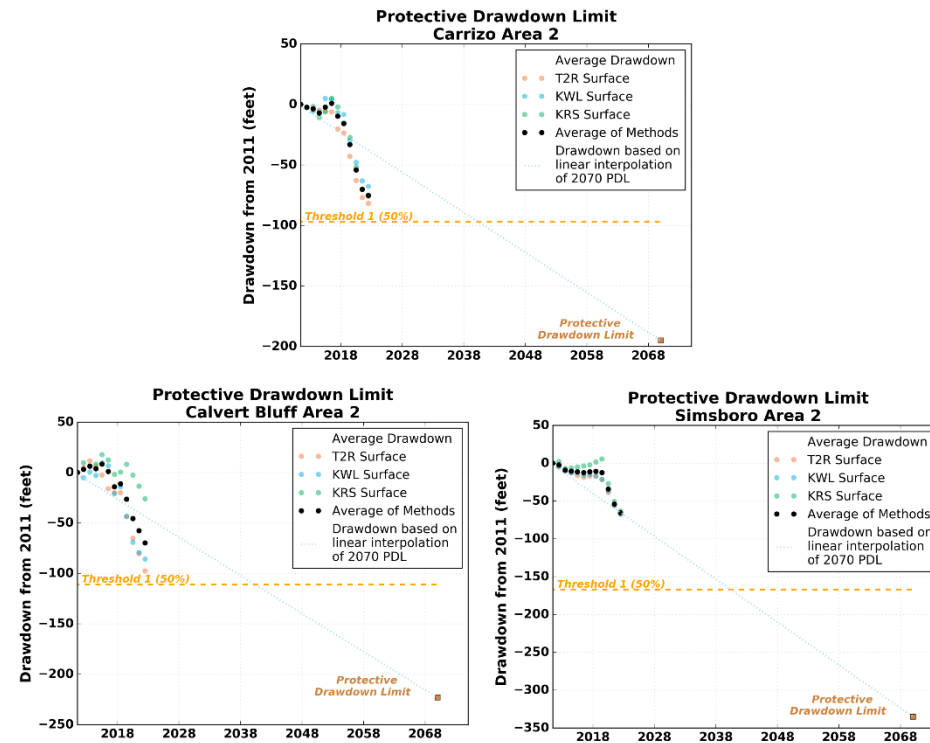 Protective Drawdown Limit
Carrizo Area 2
Drawdown from 2011 (feet)
50
0
−50
−100
−150
−200
Average Drawdown
T2R Surface
KWL Surface
KRS Surface
Average of Methods
Drawdown based on
linear interpolation
of 2070 PDL
Threshold 1 (50%)
Protective
Drawdown Limit
2018 2028 2038 2048 2058 2068
Protective Drawdown Limit
Calvert Bluff Area 2
Drawdown from 2011 (feet)
50
0
−50
−100
−150
−200
−250
Average Drawdown
T2R Surface
KWL Surface
KRS Surface
Average of Methods
Drawdown based on
linear interpolation
of 2070 PDL
Threshold 1 (50%)
Protective
Drawdown Limit
2018 2028 2038 2048 2058 2068
Protective Drawdown Limit
Simsboro Area 2
Drawdown from 2011 (feet)
50
0
−50
−100
−150
−200
−250
−300
−350
Average Drawdown
T2R Surface
KWL Surface
KRS Surface
Average of Methods
Drawdown based on
linear interpolation
of 2070 PDL
Threshold 1 (50%)
Protective
Drawdown Limit
2018 2028 2038 2048 2058 2068